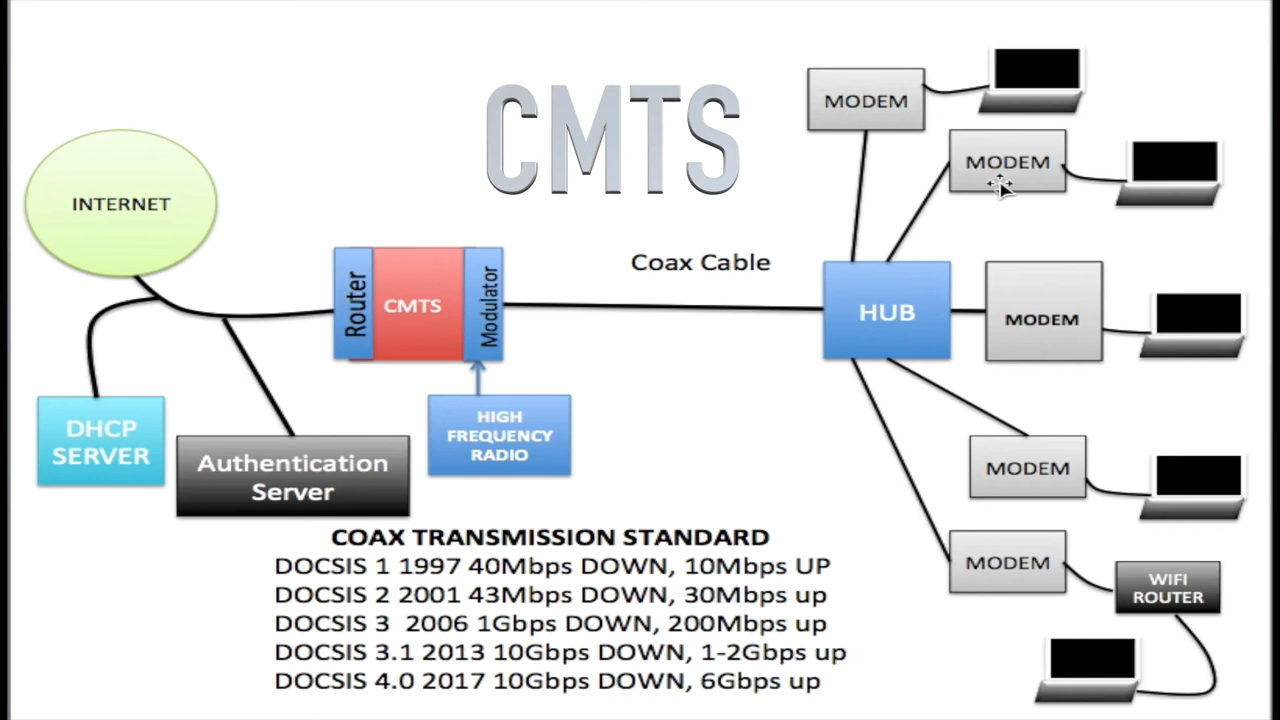 CMTS
MODEM
MODEM
INTERNET
Coax Cable
Router
CMTS
Modulator
HUB
MODEM
DHCP
SERVER
Authentication
Server
HIGH
FREQUENCY
RADIO
MODEM
MODEM
WIFI
ROUTER
COAX TRANSMISSION STANDARD
DOCSIS 1 1997 40Mbps DOWN, 10Mbps UP
DOCSIS 2 2001 43Mbps DOWN, 30Mbps up
DOCSIS 3  2006 1Gbps DOWN, 200Mbps up
DOCSIS 3.1 2013 10Gbps DOWN, 1-2Gbps up
DOCSIS 4.0 2017 10Gbps DOWN, 6Gbps up